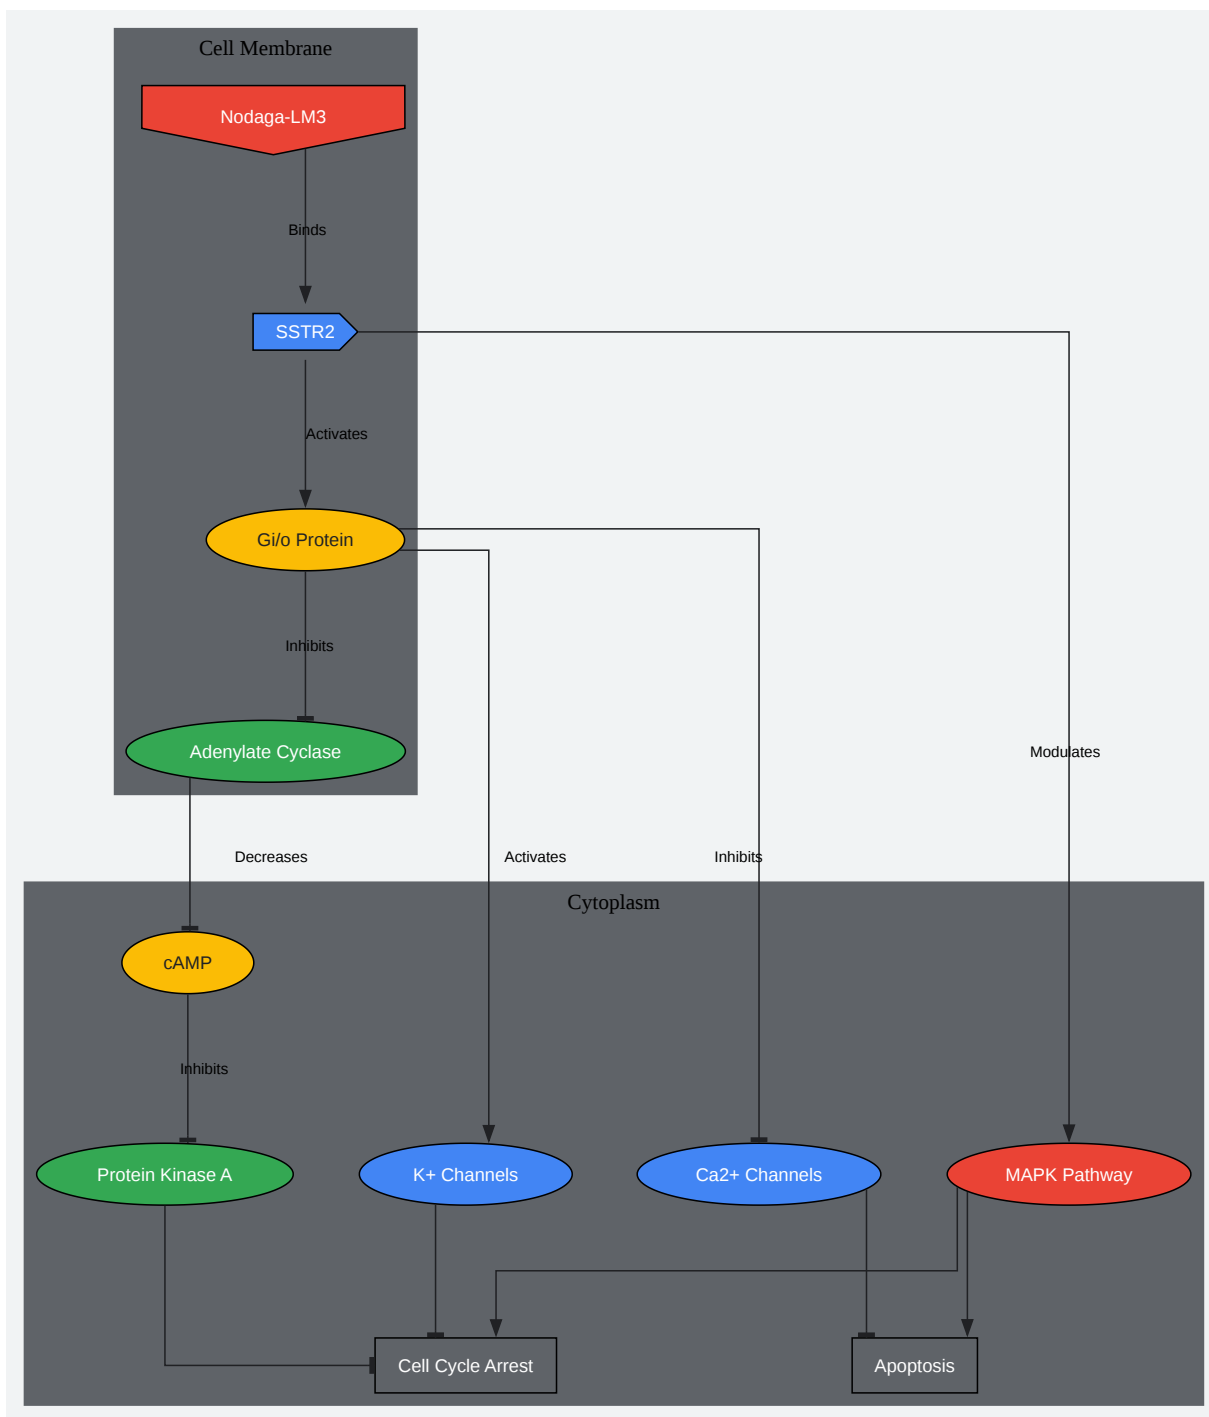 Cell Membrane
Nodaga-LM3
Binds
SSTR2
Activates
Gi/o Protein
Inhibits
Adenylate Cyclase
Modulates
Decreases
Activates
Inhibits
Cytoplasm
cAMP
Inhibits
Protein Kinase A
K+ Channels
Ca2+ Channels
MAPK Pathway
Cell Cycle Arrest
Apoptosis